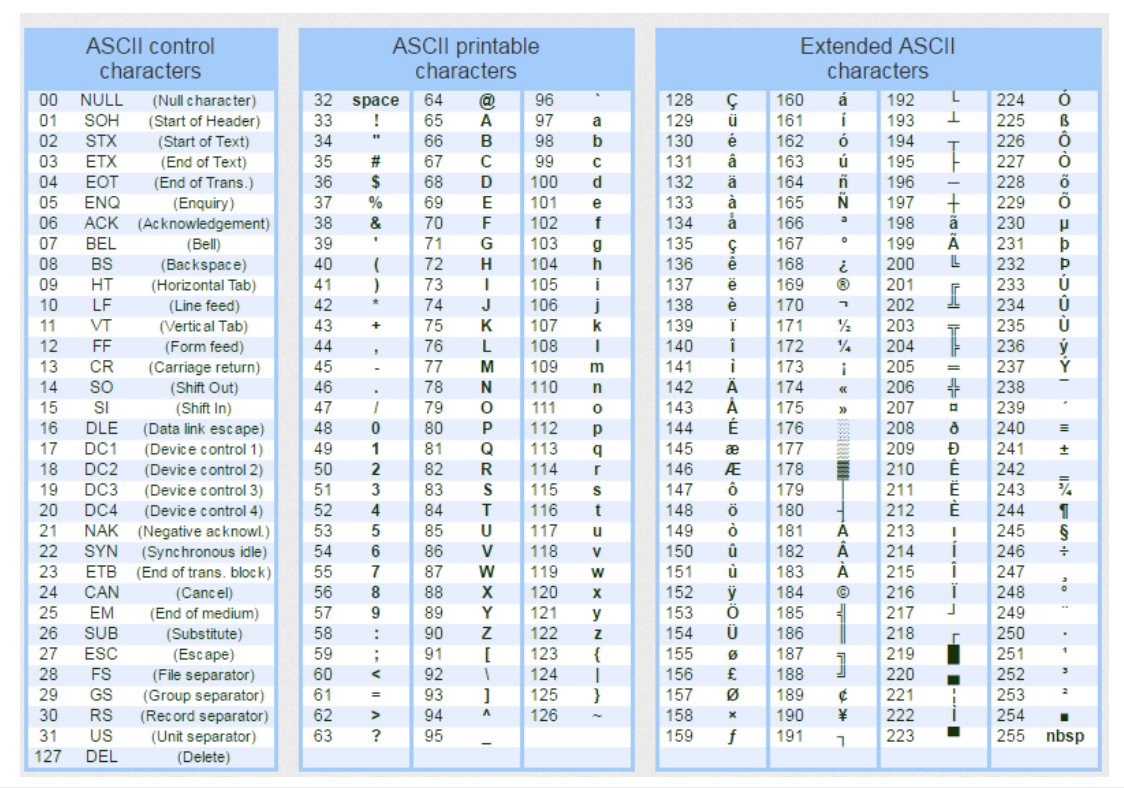 ASCII control characters
ASCII printable characters
Extended ASCII characters
00 NULL (Null character) 32 space 64 @ 96 ` 128 Ç 160 á 192 └ 224 Ó
01 SOH (Start of Header) 33 ! 65 A 97 a 129 ü 161 í 193 ┴ 225 ß
02 STX (Start of Text) 34 " 66 B 98 b 130 é 162 ó 194 ┬ 226 Ô
03 ETX (End of Text) 35 # 67 C 99 c 131 â 163 ú 195 ├ 227 Ò
04 EOT (End of Trans.) 36 $ 68 D 100 d 132 ä 164 ñ 196 ─ 228 õ
05 ENQ (Enquiry) 37 % 69 E 101 e 133 à 165 Ñ 197 ┼ 229 Õ
06 ACK (Acknowledgement) 38 & 70 F 102 f 134 å 166 ª 198 ã 230 µ
07 BEL (Bell) 39 ' 71 G 103 g 135 ç 167 º 199 Ã 231 þ
08 BS (Backspace) 40 ( 72 H 104 h 136 ê 168 ¿ 200 ╚ 232 Þ
09 HT (Horizontal Tab) 41 ) 73 I 105 i 137 ë 169 ® 201 ╔ 233 Ú
10 LF (Line feed) 42 * 74 J 106 j 138 è 170 ¬ 202 ╩ 234 Û
11 VT (Vertical Tab) 43 + 75 K 107 k 139 ï 171 ½ 203 ╦ 235 Ù
12 FF (Form feed) 44 , 76 L 108 l 140 î 172 ¼ 204 ╠ 236 ý
13 CR (Carriage return) 45 - 77 M 109 m 141 ì 173 ¡ 205 ═ 237 Ý
14 SO (Shift Out) 46 . 78 N 110 n 142 Ä 174 « 206 ╬ 238 ¯
15 SI (Shift In) 47 / 79 O 111 o 143 Å 175 » 207 ¤ 239 ´
16 DLE (Data link escape) 48 0 80 P 112 p 144 É 176 ░ 208 ð 240 ≡
17 DC1 (Device control 1) 49 1 81 Q 113 q 145 æ 177 ▒ 209 Ð 241 ±
18 DC2 (Device control 2) 50 2 82 R 114 r 146 Æ 178 ▓ 210 Ê 242 ‗
19 DC3 (Device control 3) 51 3 83 S 115 s 147 ô 179 │ 211 Ë 243 ¾
20 DC4 (Device control 4) 52 4 84 T 116 t 148 ö 180 ┤ 212 È 244 ¶
21 NAK (Negative acknowl.) 53 5 85 U 117 u 149 ò 181 Á 213 ı 245 §
22 SYN (Synchronous idle) 54 6 86 V 118 v 150 û 182 Â 214 Í 246 ÷
23 ETB (End of trans. block) 55 7 87 W 119 w 151 ù 183 À 215 Î 247 ¸
24 CAN (Cancel) 56 8 88 X 120 x 152 ÿ 184 © 216 Ï 248 °
25 EM (End of medium) 57 9 89 Y 121 y 153 Ö 185 ╣ 217 ┘ 249 ¨
26 SUB (Substitute) 58 : 90 Z 122 z 154 Ü 186 ║ 218 ┌ 250 ·
27 ESC (Escape) 59 ; 91 [ 123 { 155 ø 187 ╗ 219 █ 251 ¹
28 FS (File separator) 60 < 92 \ 124 | 156 £ 188 ╝ 220 ▄ 252 ³
29 GS (Group separator) 61 = 93 ] 125 } 157 Ø 189 ¢ 221 ¦ 253 ²
30 RS (Record separator) 62 > 94 ^ 126 ~ 158 × 190 ¥ 222 Ì 254 ■
31 US (Unit separator) 63 ? 95 _ 159 ƒ 191 ┐ 223 ▀ 255 nbsp
127 DEL (Delete)